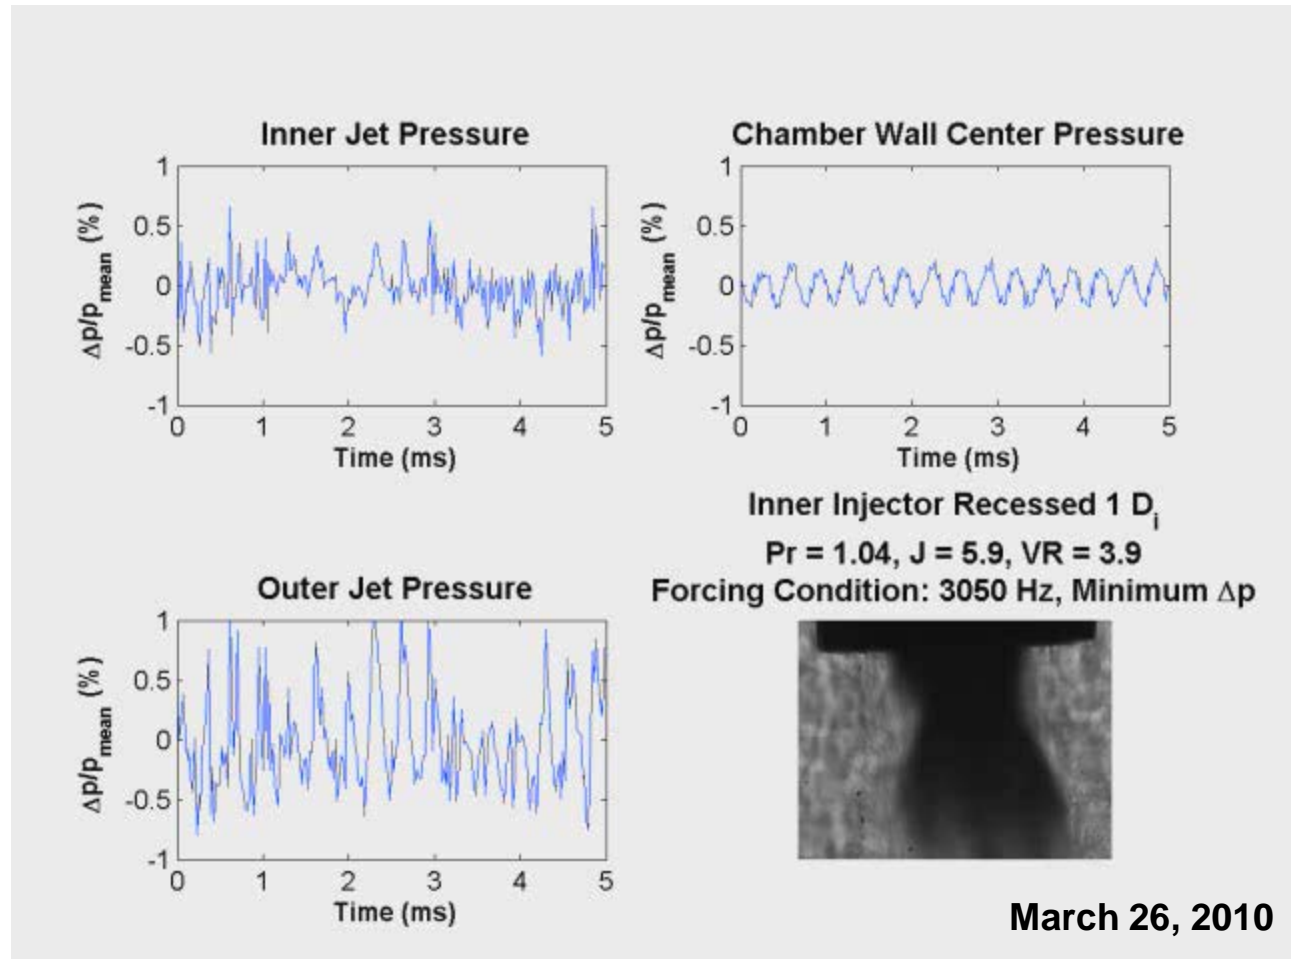 Inner Jet Pressure
1
0.5
0
-0.5
-1
Δp/p_mean (%)
0 1 2 3 4 5
Time (ms)
Chamber Wall Center Pressure
1
0.5
0
-0.5
-1
Δp/p_mean (%)
0 1 2 3 4 5
Time (ms)
Inner Injector Recessed 1 D_i
Pr = 1.04, J = 5.9, VR = 3.9
Forcing Condition: 3050 Hz, Minimum Δp
Outer Jet Pressure
1
0.5
0
-0.5
-1
Δp/p_mean (%)
0 1 2 3 4 5
Time (ms)
March 26, 2010